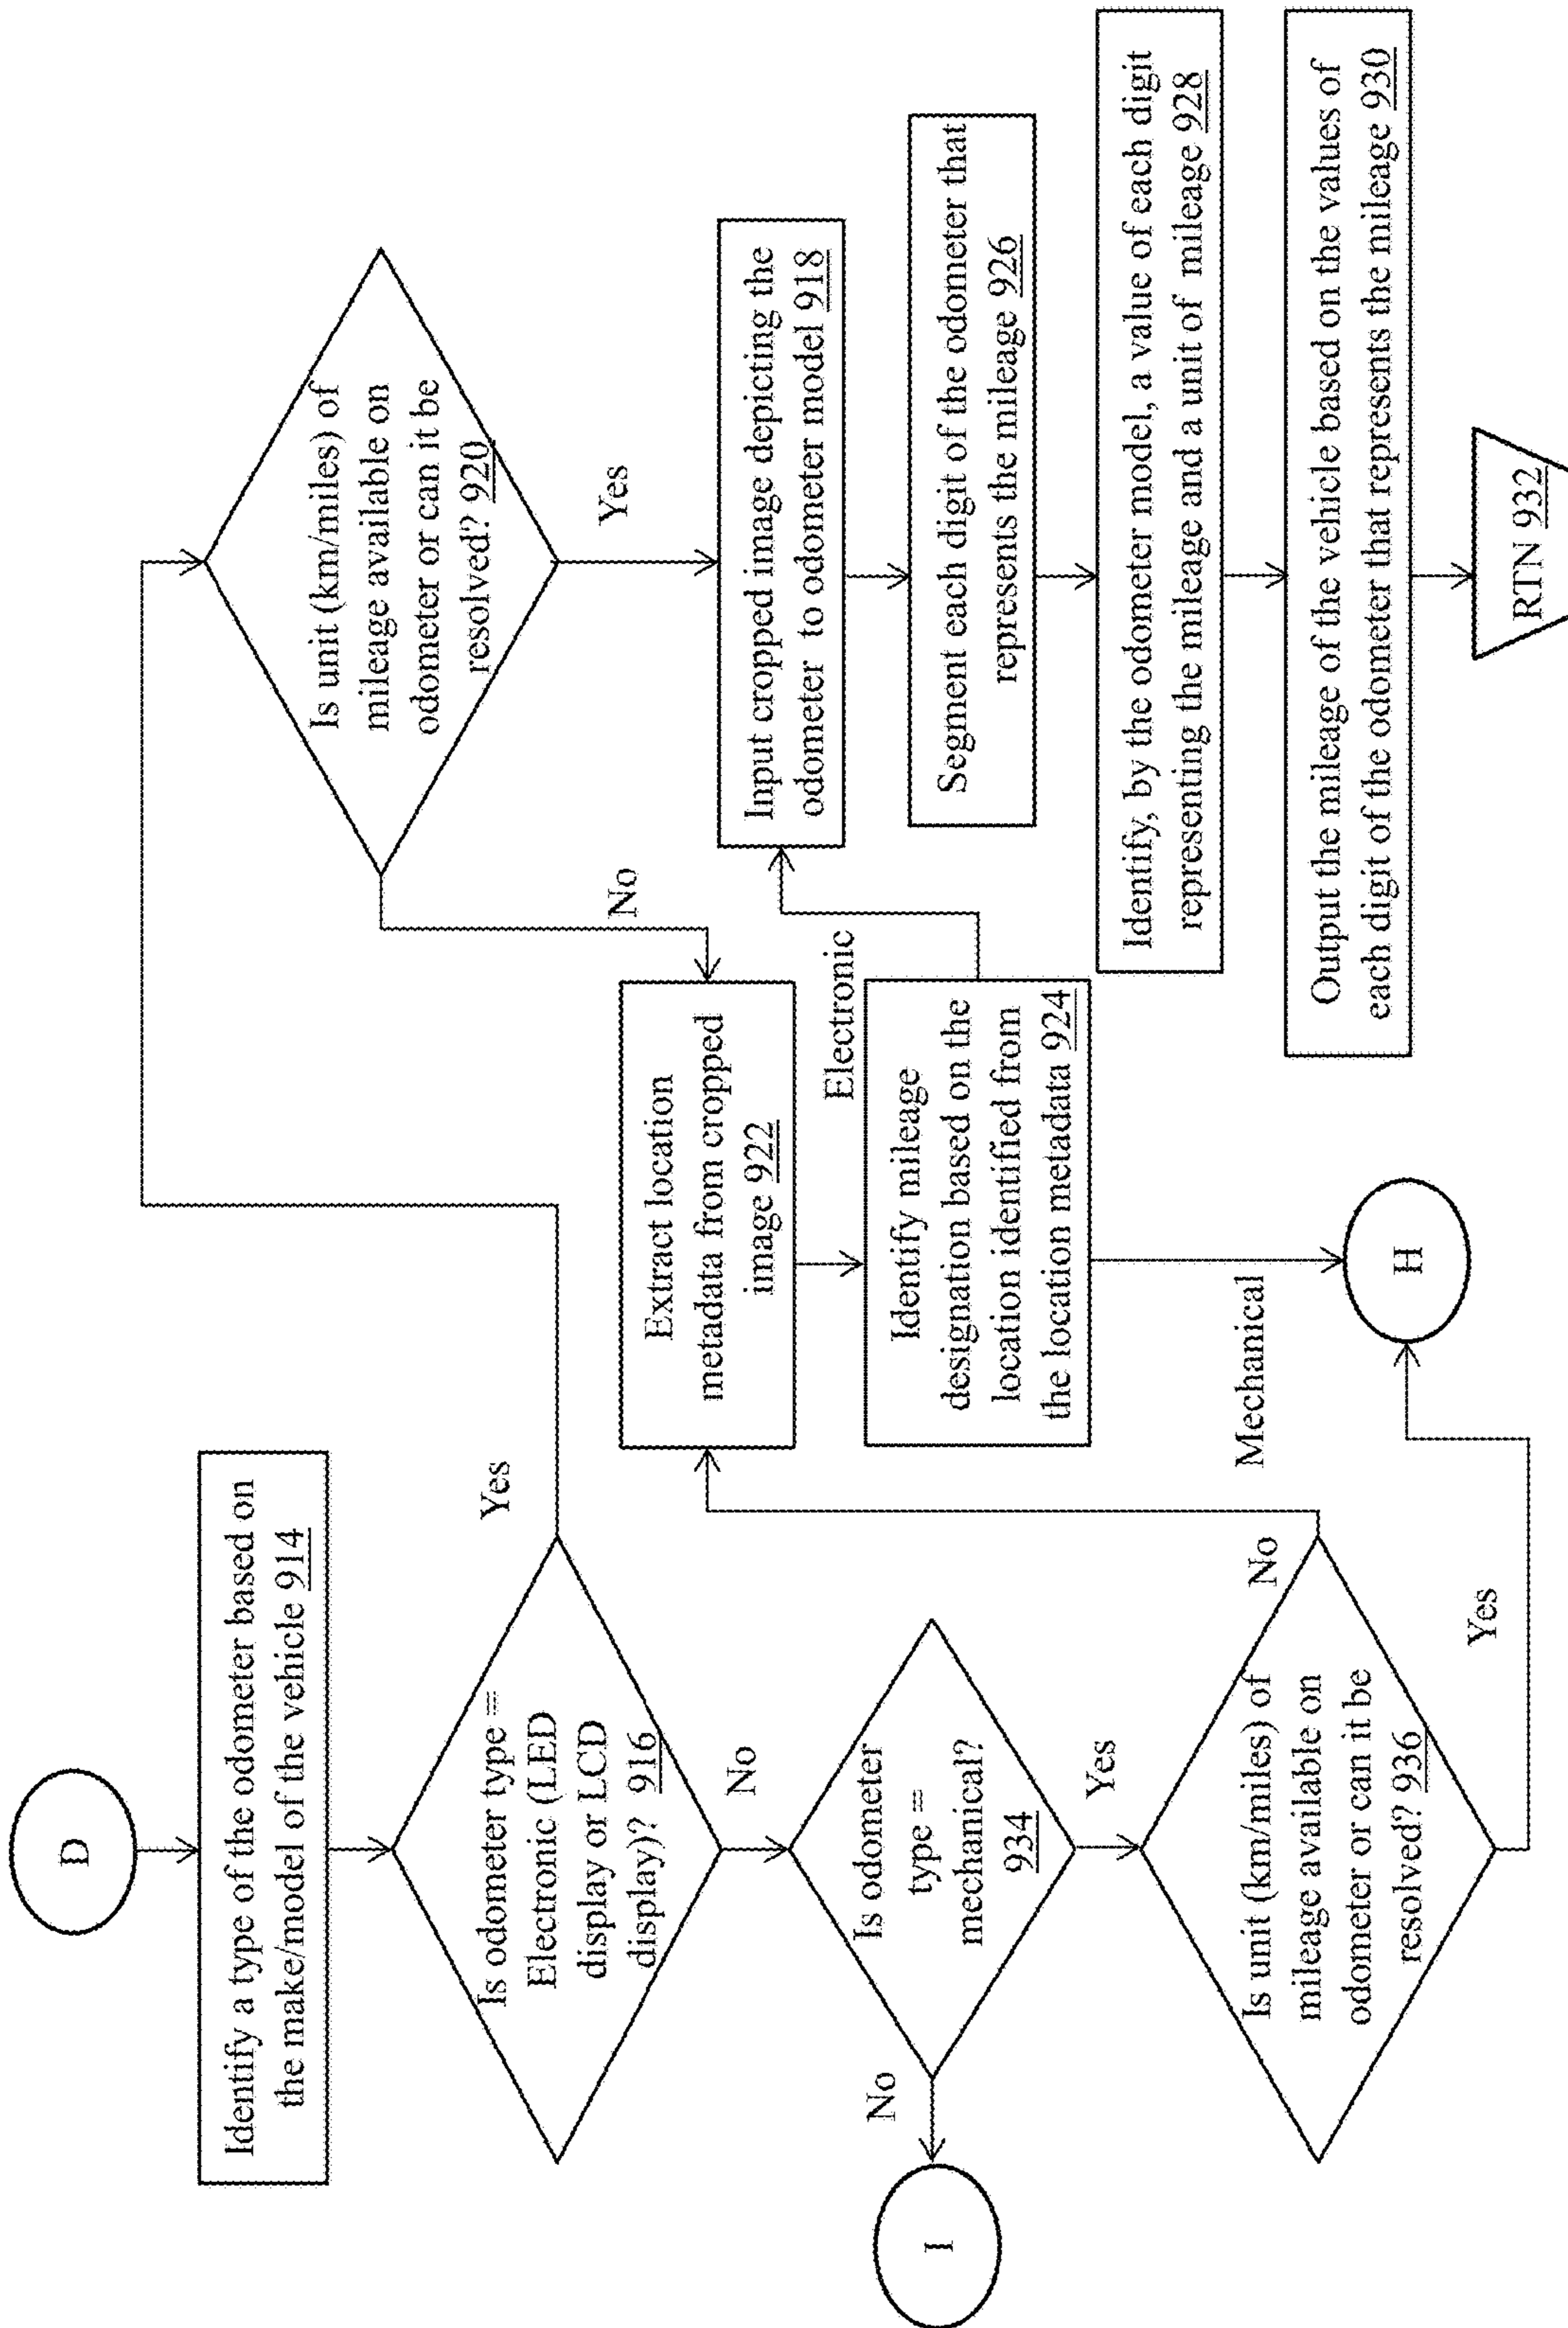 D
Identify a type of the odometer based on
the make/model of the vehicle 914
Is odometer type =
Electronic (LED
display or LCD
display)? 916
Yes
No
Is odometer
type =
mechanical?
934
No
I
Yes
Is unit (km/miles) of
mileage available on
odometer or can it be
resolved? 936
No
Yes
Extract location
metadata from cropped
image 922
Identify mileage
designation based on the
location identified from
the location metadata 924
Electronic
Mechanical
H
Is unit (km/miles) of
mileage available on
odometer or can it be
resolved? 920
No
Yes
Input cropped image depicting the
odometer to odometer model 918
Segment each digit of the odometer that
represents the mileage 926
Identify, by the odometer model, a value of each digit
representing the mileage and a unit of mileage 928
Output the mileage of the vehicle based on the values of
each digit of the odometer that represents the mileage 930
RTN 932